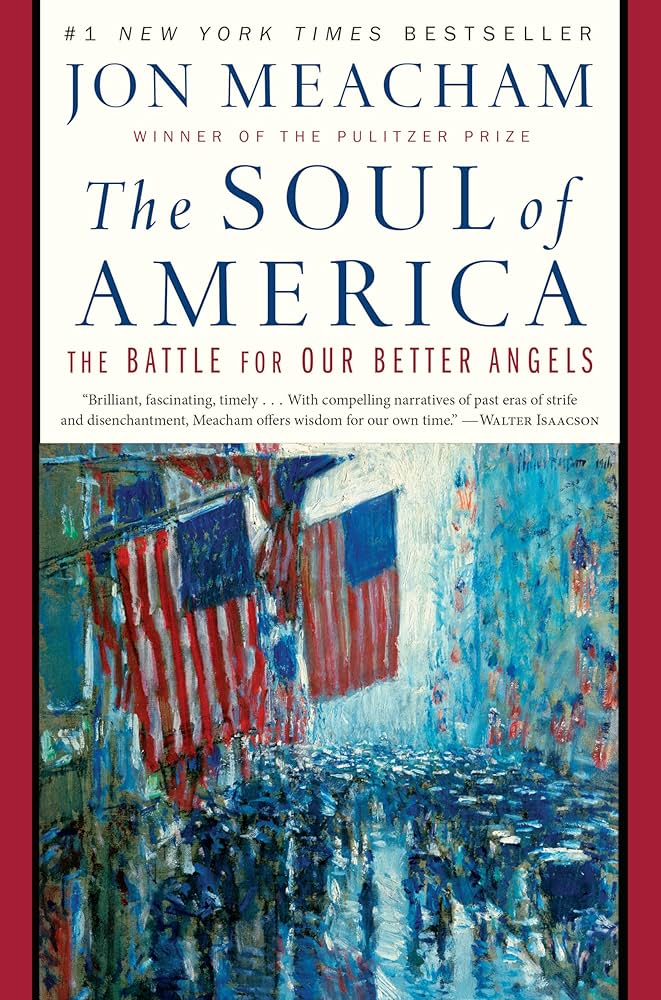 #1 NEW YORK TIMES BESTSELLER
JON MEACHAM
WINNER OF THE PULITZER PRIZE
The SOUL of
AMERICA
THE BATTLE FOR OUR BETTER ANGELS
“Brilliant, fascinating, timely . . . With compelling narratives of past eras of strife
and disenchantment, Meacham offers wisdom for our own time.” —WALTER ISAACSON